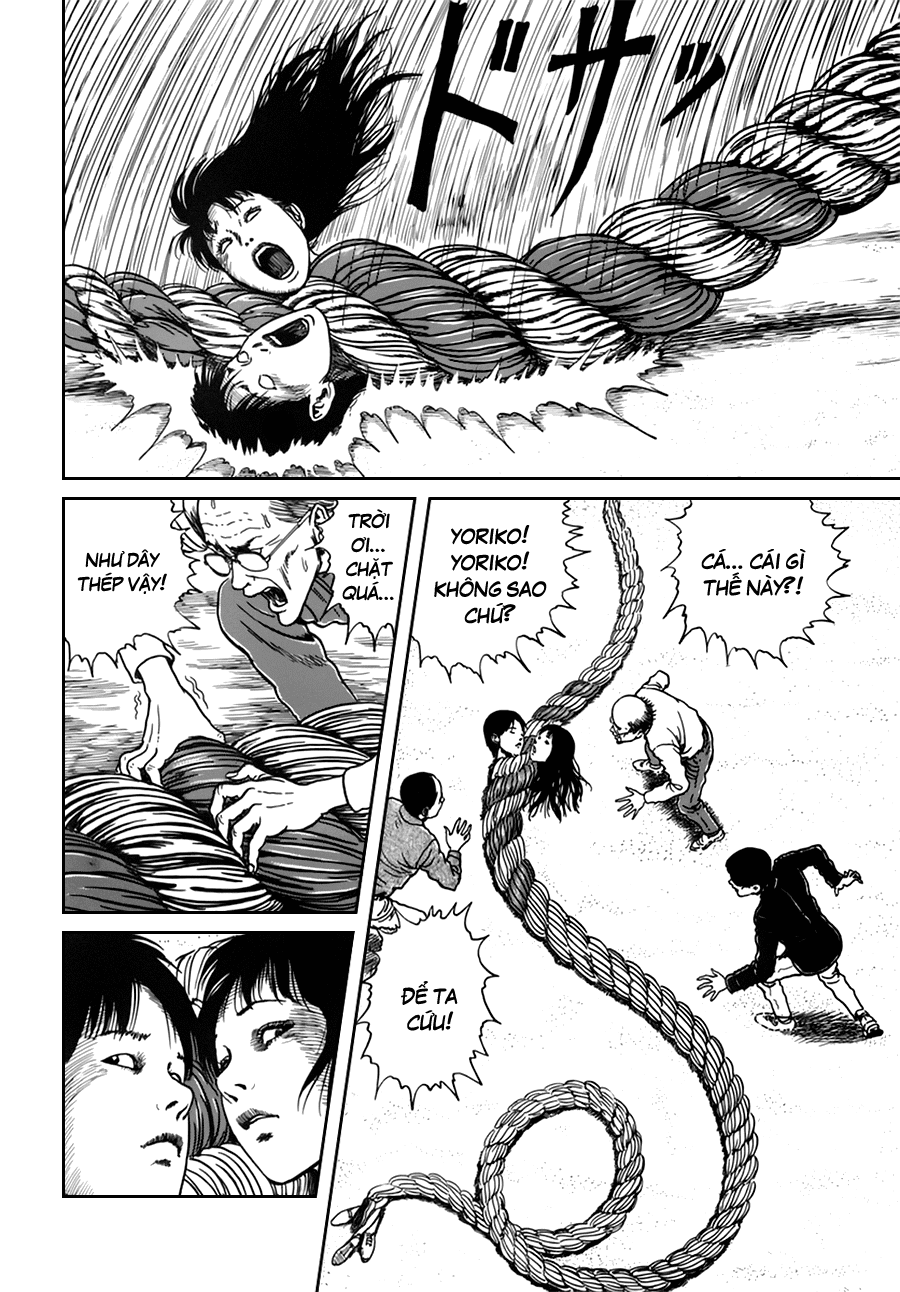 ドサッ
CÁ... CÁI GÌ
THẾ NÀY?!
YORIKO!
YORIKO!
KHÔNG SAO
CHỨ?
ĐỂ TA
CỨU!
TRỜI
ƠI...
CHẶT
QUÁ...
NHƯ DÂY
THÉP VẬY!